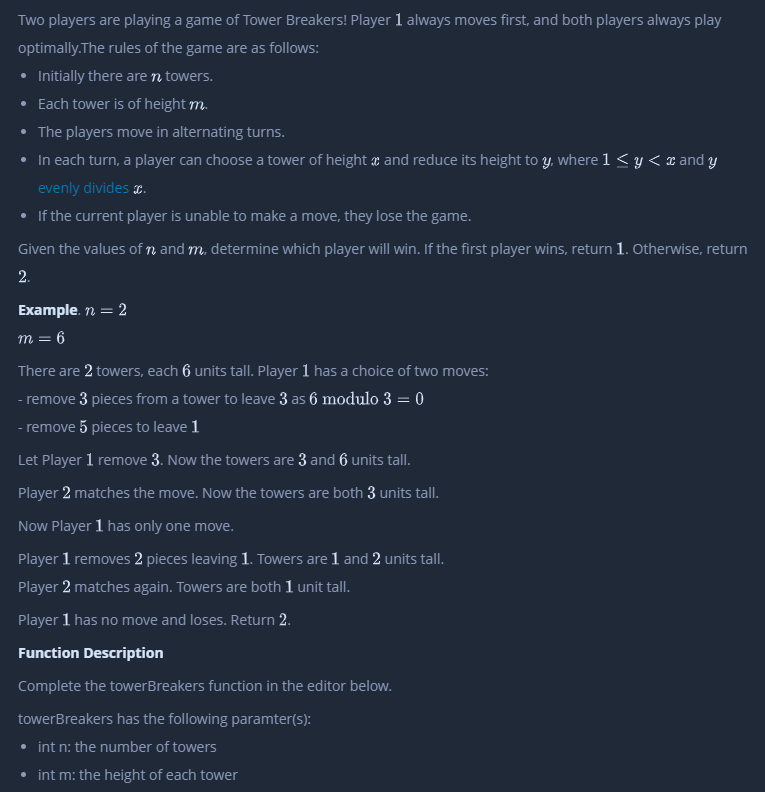 Two players are playing a game of Tower Breakers! Player 1 always moves first, and both players always play
optimally.The rules of the game are as follows:
• Initially there are n towers.
• Each tower is of height m.
• The players move in alternating turns.
• In each turn, a player can choose a tower of height x and reduce its height to y, where 1 ≤ y < x and y
evenly divides x.
• If the current player is unable to make a move, they lose the game.
Given the values of n and m, determine which player will win. If the first player wins, return 1. Otherwise, return
2.
Example. n = 2
m = 6
There are 2 towers, each 6 units tall. Player 1 has a choice of two moves:
- remove 3 pieces from a tower to leave 3 as 6 modulo 3 = 0
- remove 5 pieces to leave 1
Let Player 1 remove 3. Now the towers are 3 and 6 units tall.
Player 2 matches the move. Now the towers are both 3 units tall.
Now Player 1 has only one move.
Player 1 removes 2 pieces leaving 1. Towers are 1 and 2 units tall.
Player 2 matches again. Towers are both 1 unit tall.
Player 1 has no move and loses. Return 2.
Function Description
Complete the towerBreakers function in the editor below.
towerBreakers has the following paramter(s):
• int n: the number of towers
• int m: the height of each tower